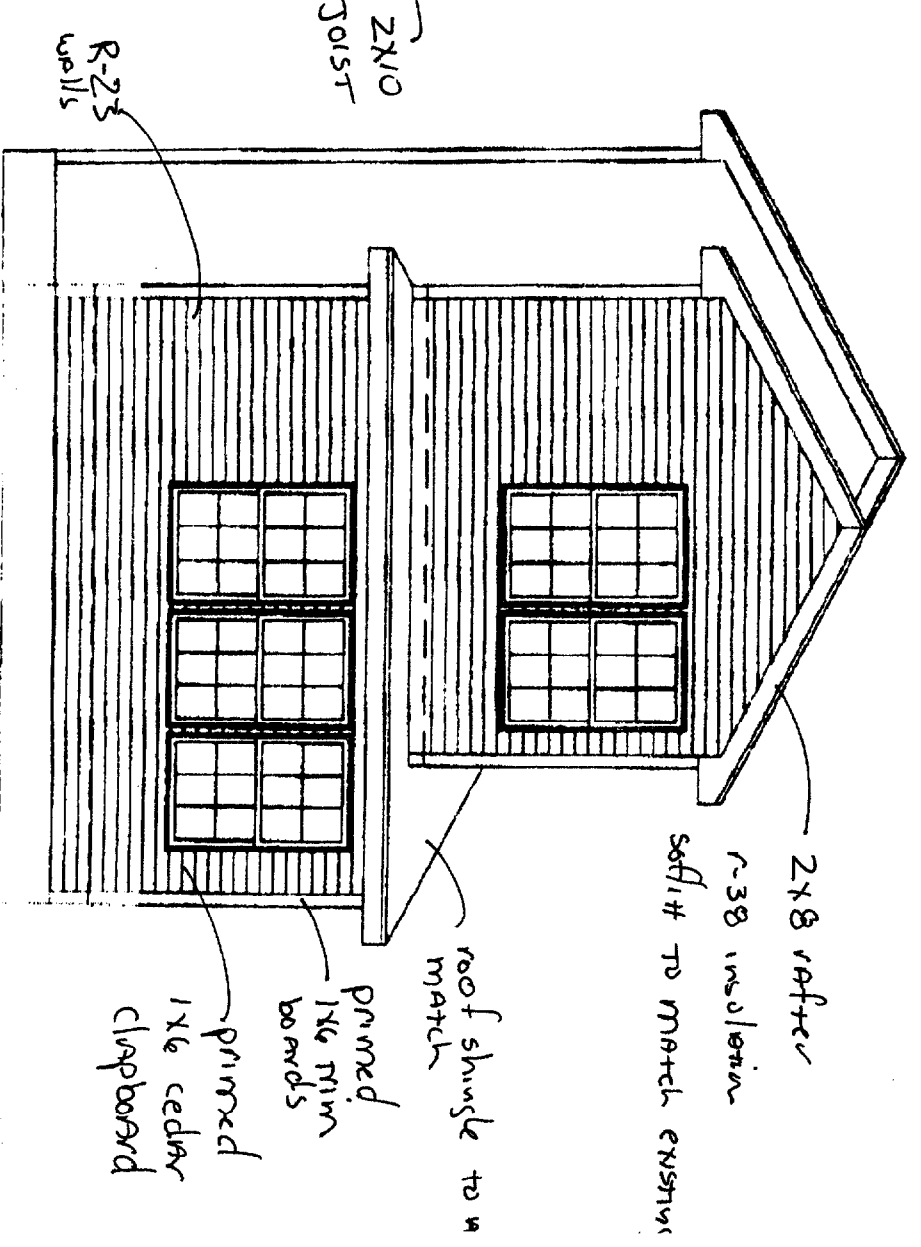 2x8 rafter
r-38 insulation
soffit TO MATCH EXISTING
roof shingle to
MATCH
primed
1x6 trim
boards
primed
1x6 cedar
clapboard
2x10
JOIST
R-23
walls